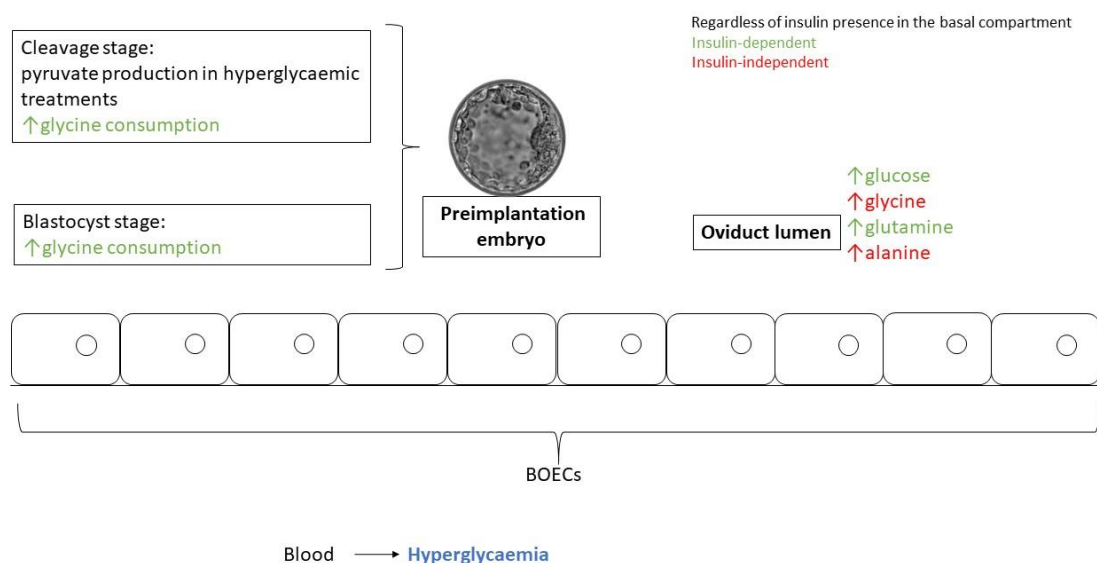 Regardless of insulin presence in the basal compartment
Insulin-dependent
Insulin-independent
Cleavage stage:
pyruvate production in hyperglycaemic
treatments
↑glycine consumption
Blastocyst stage:
↑glycine consumption
Preimplantation
embryo
Oviduct lumen
↑glucose
↑glycine
↑glutamine
↑alanine
BOECs
Blood → Hyperglycaemia